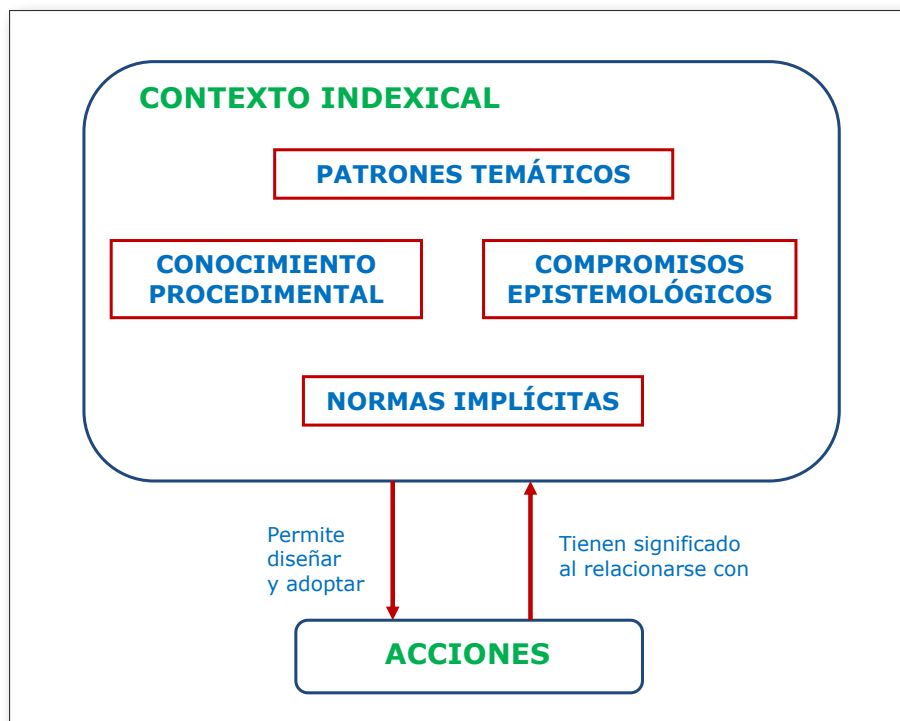 CONTEXTO INDEXICAL
PATRONES TEMÁTICOS
CONOCIMIENTO
PROCEDIMENTAL
COMPROMISOS
EPISTEMOLÓGICOS
NORMAS IMPLÍCITAS
Permite
diseñar
y adoptar
Tienen significado
al relacionarse con
ACCIONES